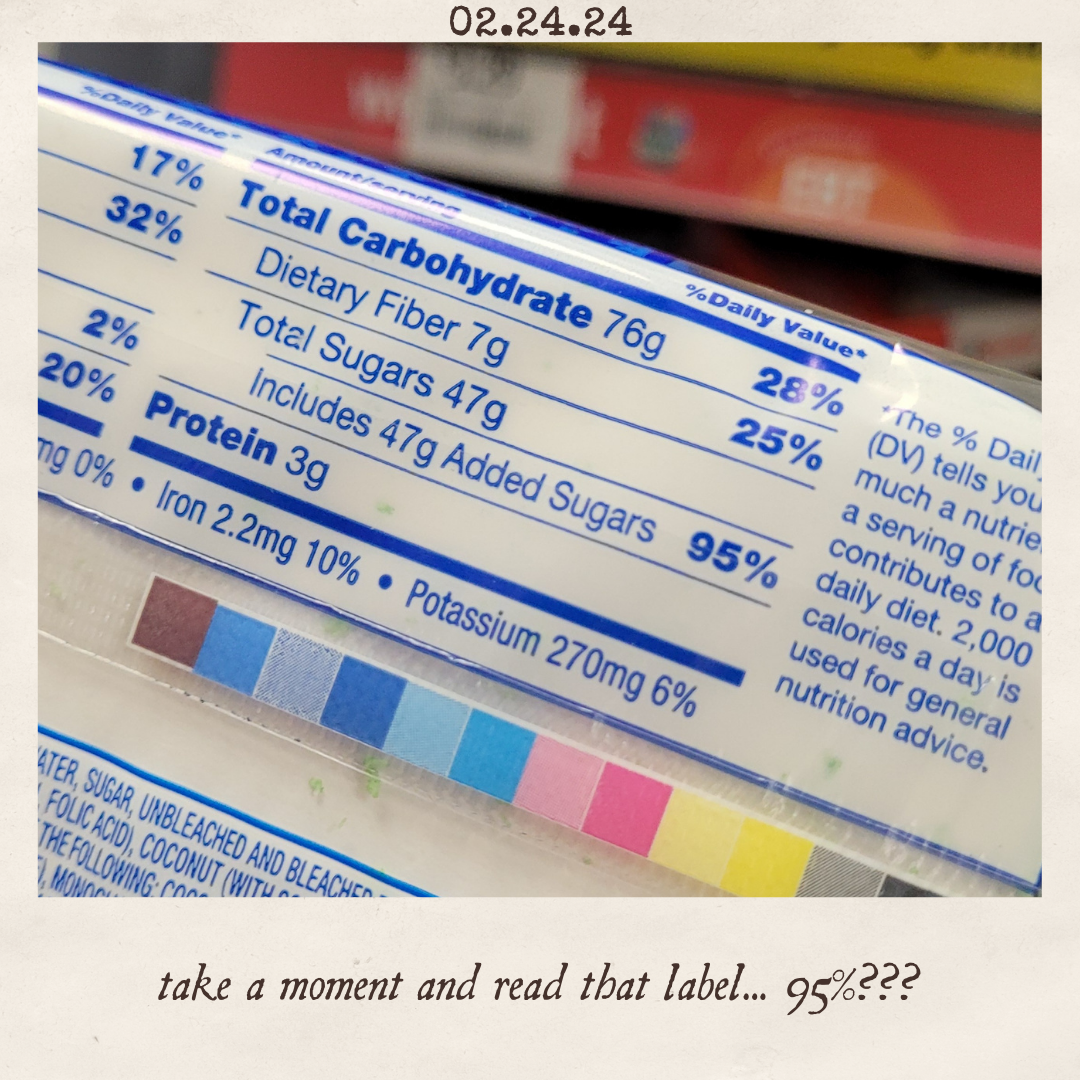 02.24.24
%Daily Value*
17%
32%
2%
20%
mg 0% • Iron 2.2mg 10% • Potassium 270mg 6%
Amount/serving
%Daily Value*
Total Carbohydrate 76g 28%
Dietary Fiber 7g 25%
Total Sugars 47g
Includes 47g Added Sugars 95%
Protein 3g
*The % Daily
(DV) tells you
much a
a serving of
contributes to a
daily diet. 2,000
calories a day is
used for general
nutrition advice.
SUGAR, UNBLEACHED AND BLEACHED
FOLIC ACID), COCONUT (WITH
THE FOLLOWING:
take a moment and read that label... 95%???